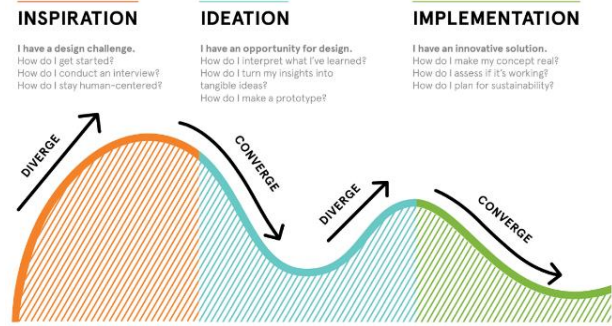 INSPIRATION
I have a design challenge.
How do I get started?
How do I conduct an interview?
How do I stay human-centered?
IDEATION
I have an opportunity for design.
How do I interpret what I've learned?
How do I turn my insights into
tangible ideas?
How do I make a prototype?
IMPLEMENTATION
I have an innovative solution.
How do I make my concept real?
How do I assess if it's working?
How do I plan for sustainability?
DIVERGE
CONVERGE
DIVERGE
CONVERGE